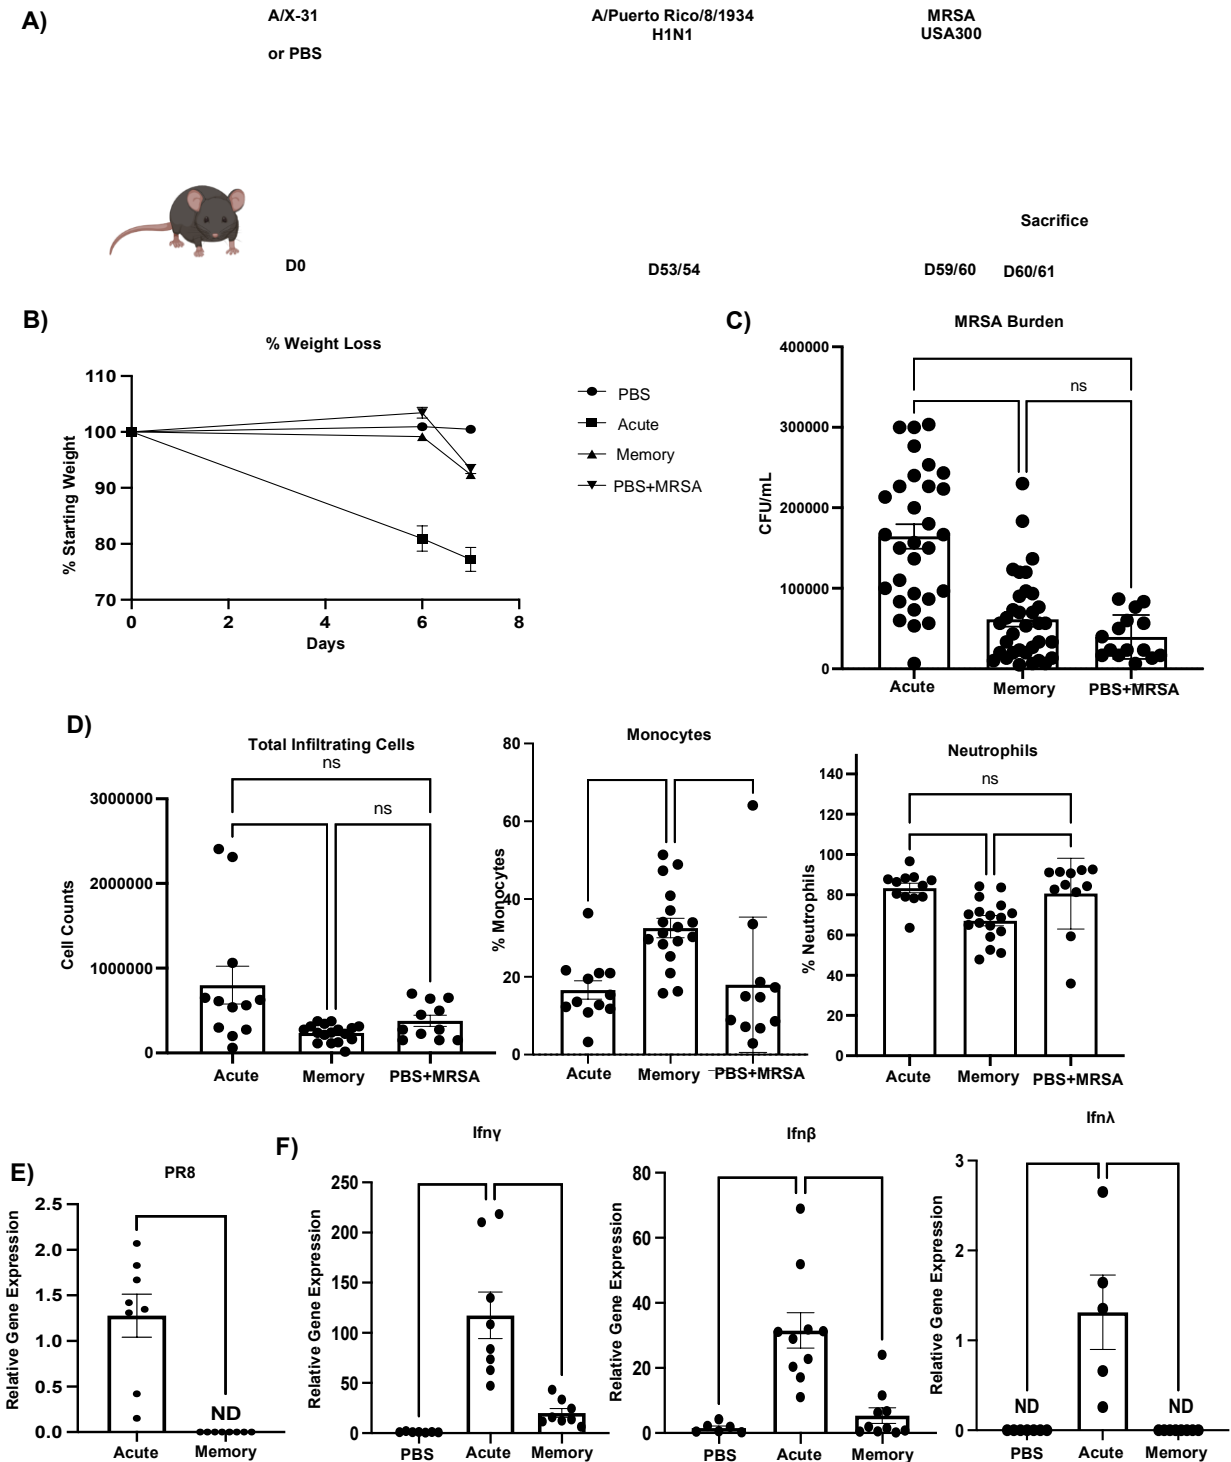 A)
A/X-31
or PBS
A/Puerto Rico/8/1934
H1N1
MRSA
USA300
Sacrifice
D0
D53/54
D59/60
D60/61
B)
% Weight Loss
110
100
90
80
70
% Starting Weight
0
2
4
6
8
Days
PBS
Acute
Memory
PBS+MRSA
C)
MRSA Burden
400000
300000
200000
100000
0
CFU/mL
ns
Acute
Memory
PBS+MRSA
D)
Total Infiltrating Cells
ns
ns
3000000
2000000
1000000
0
Cell Counts
Acute
Memory
PBS+MRSA
Monocytes
80
60
40
20
0
% Monocytes
Acute
Memory
PBS+MRSA
Neutrophils
ns
140
120
100
80
60
40
20
0
% Neutrophils
Acute
Memory
PBS+MRSA
E)
PR8
2.5
2.0
1.5
1.0
0.5
0.0
Relative Gene Expression
ND
Acute
Memory
F)
Ifnγ
250
200
150
100
50
0
Relative Gene Expression
PBS
Acute
Memory
Ifnβ
80
60
40
20
0
Relative Gene Expression
PBS
Acute
Memory
Ifnλ
3
2
1
0
Relative Gene Expression
ND
ND
PBS
Acute
Memory